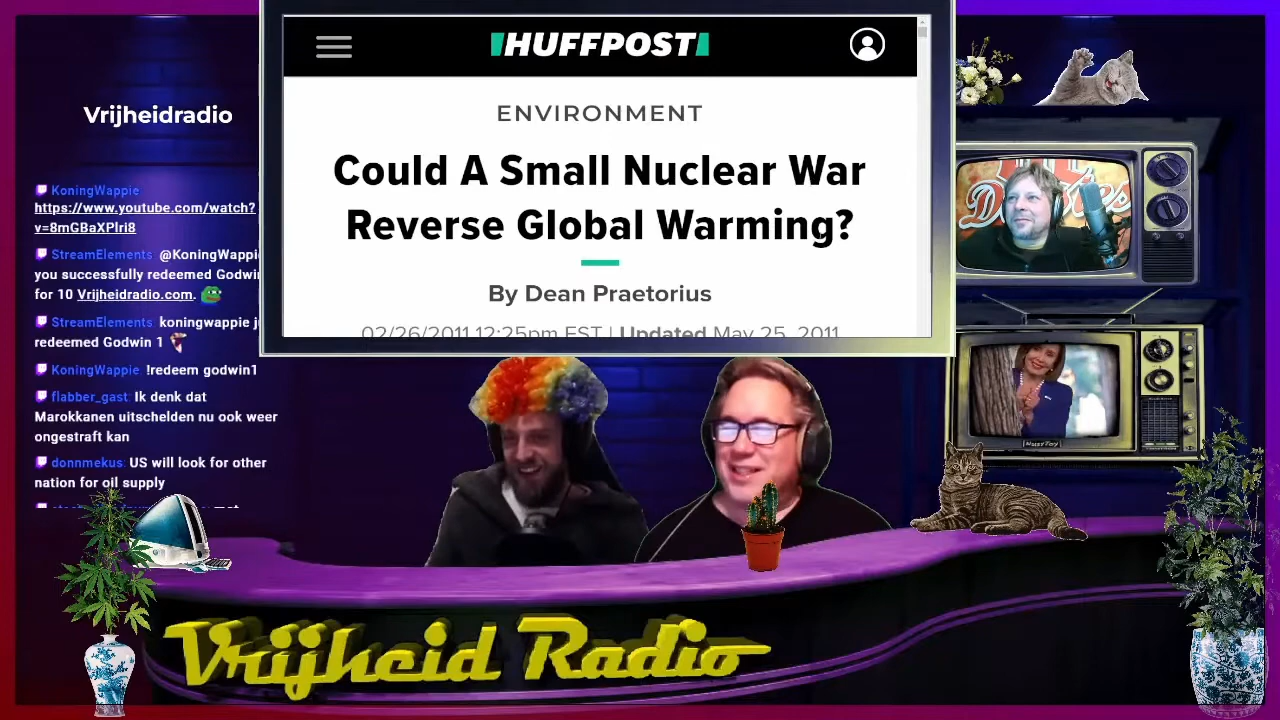 HUFFPOST
ENVIRONMENT
Could A Small Nuclear War
Reverse Global Warming?
By Dean Praetorius
02/26/2011 12:25pm EST | Updated May 25, 2011
Vrijheidradio
KoningWappie
https://www.youtube.com/watch?
StreamElements @KoningWappie
you successfully redeemed Godwin
for 10 Vrijheidradio.com.
StreamElements: koningwappie
redeemed Godwin 1
KoningWappie: !redeem godwin1
flabber_gast: Ik denk dat
Marokkanen uitschelden nu ook weer
ongestraft kan
donnmekus: US will look for other
nation for oil supply
Vrijheid Radio